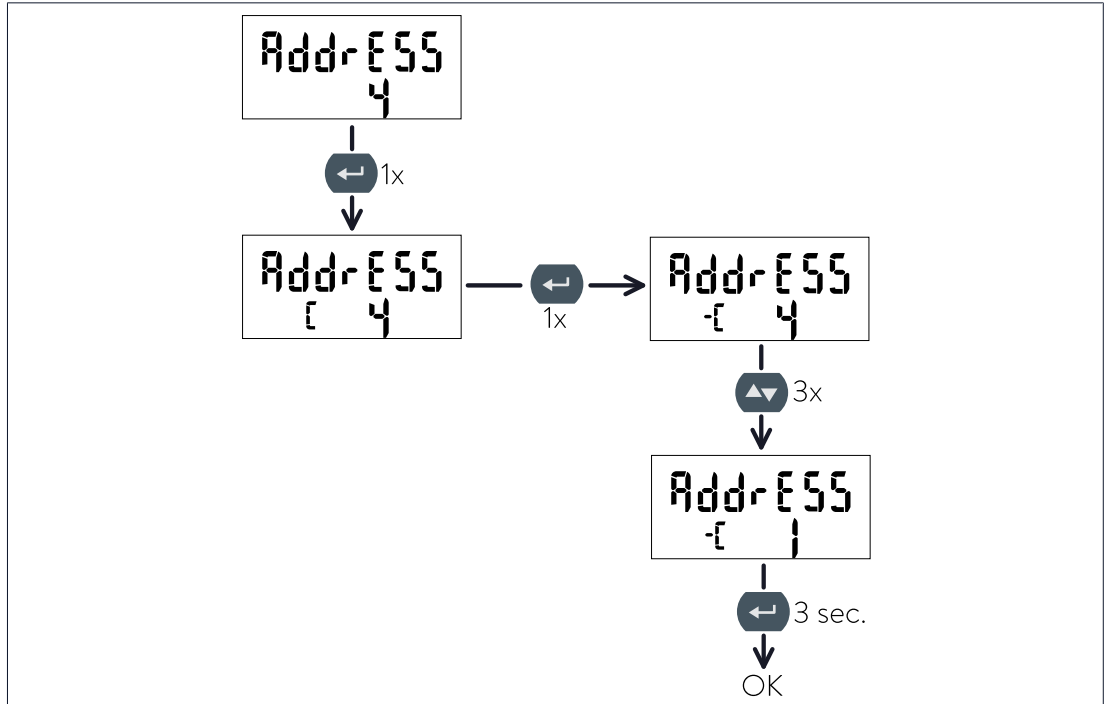 AddrESS
4
1x
AddrESS
[ 4
1x
AddrESS
-[ 4
3x
AddrESS
-[ 1
3 sec.
OK